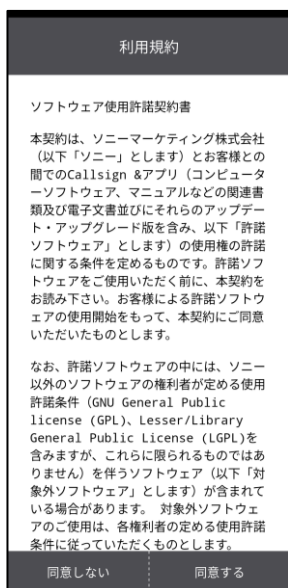 利用規約
ソフトウェア使用許諾契約書
本契約は、ソニーマーケティング株式会社
（以下「ソニー」とします）とお客様との
間でのCallsign &アプリ（コンピュータ
ーソフトウェア、マニュアルなどの関連書
類及び電子文書並びにそれらのアップデー
ト・アップグレード版を含み、以下「許諾
ソフトウェア」とします）の使用権の許諾
に関する条件を定めるものです。許諾ソフ
トウェアをご使用いただく前に、本契約を
お読み下さい。お客様による許諾ソフトウ
ェアの使用開始をもって、本契約にご同意
いただいたものとします。
なお、許諾ソフトウェアの中には、ソニー
以外のソフトウェアの権利者が定める使用
許諾条件（GNU General Public
license (GPL)、Lesser/Library
General Public License (LGPL)を
含みますが、これらに限られるものではあ
りません）を伴うソフトウェア（以下「対
象外ソフトウェア」とします）が含まれて
いる場合があります。 対象外ソフトウェ
アのご使用は、各権利者の定める使用許諾
条件に従っていただくものとします。
同意しない
同意する